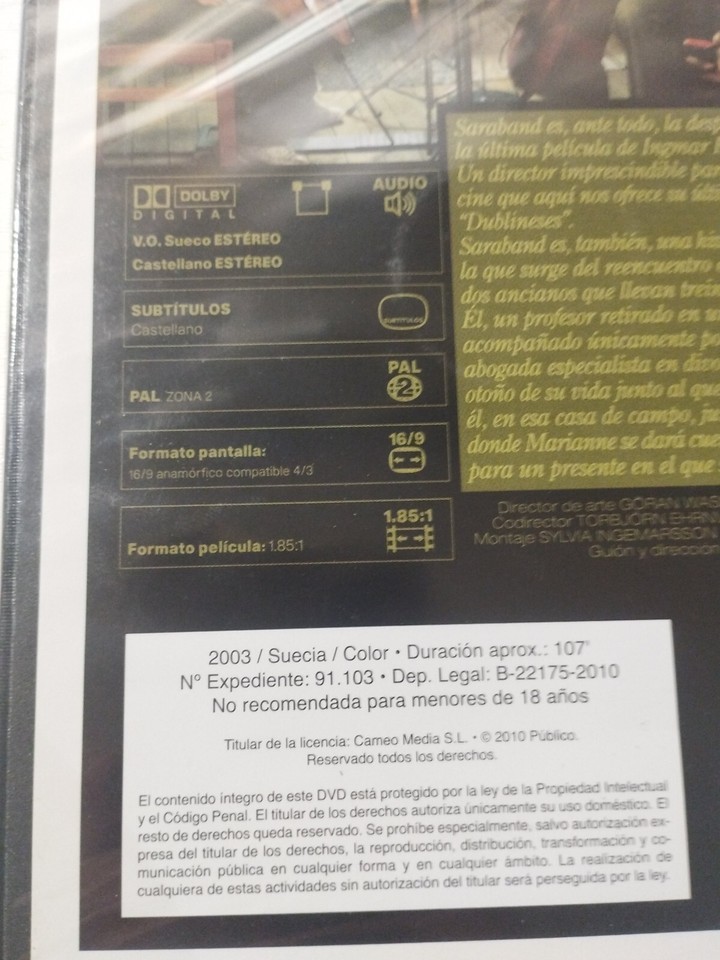 DOLBY
DIGITAL
AUDIO
V.O. Sueco ESTÉREO
Castellano ESTÉREO
SUBTÍTULOS
Castellano
SUBTÍTULOS
PAL
2
PAL ZONA 2
16/9
Formato pantalla:
16/9 anamórfico compatible 4/3
1.85:1
Formato película: 1.85:1
Saraband es, ante todo, la
la última película de Ingmar
Un director imprescindible
cine que aquí nos ofrece su
"Dublineses".
Saraband es, también, una
la que surge del reencuentro
dos ancianos que llevan
Él, un profesor retirado en
acompañado únicamente
abogada especialista en
otoño de su vida junto al
él, en esa casa de campo,
donde Marianne se dará
para un presente en el que
Director de arte GÖRAN
Codirector TORBJÖRN
Montaje SYLVIA INGEMARSSON
Guión y dirección
2003 / Suecia / Color • Duración aprox.: 107'
Nº Expediente: 91.103 • Dep. Legal: B-22175-2010
No recomendada para menores de 18 años
Titular de la licencia: Cameo Media S.L. • © 2010 Público.
Reservado todos los derechos.
El contenido íntegro de este DVD está protegido por la ley de la Propiedad Intelectual
y el Código Penal. El titular de los derechos autoriza únicamente su uso doméstico. El
resto de derechos queda reservado. Se prohíbe especialmente, salvo autorización ex-
presa del titular de los derechos, la reproducción, distribución, transformación y co-
municación pública en cualquier forma y en cualquier ámbito. La realización de
cualquiera de estas actividades sin autorización del titular será perseguida por la ley.